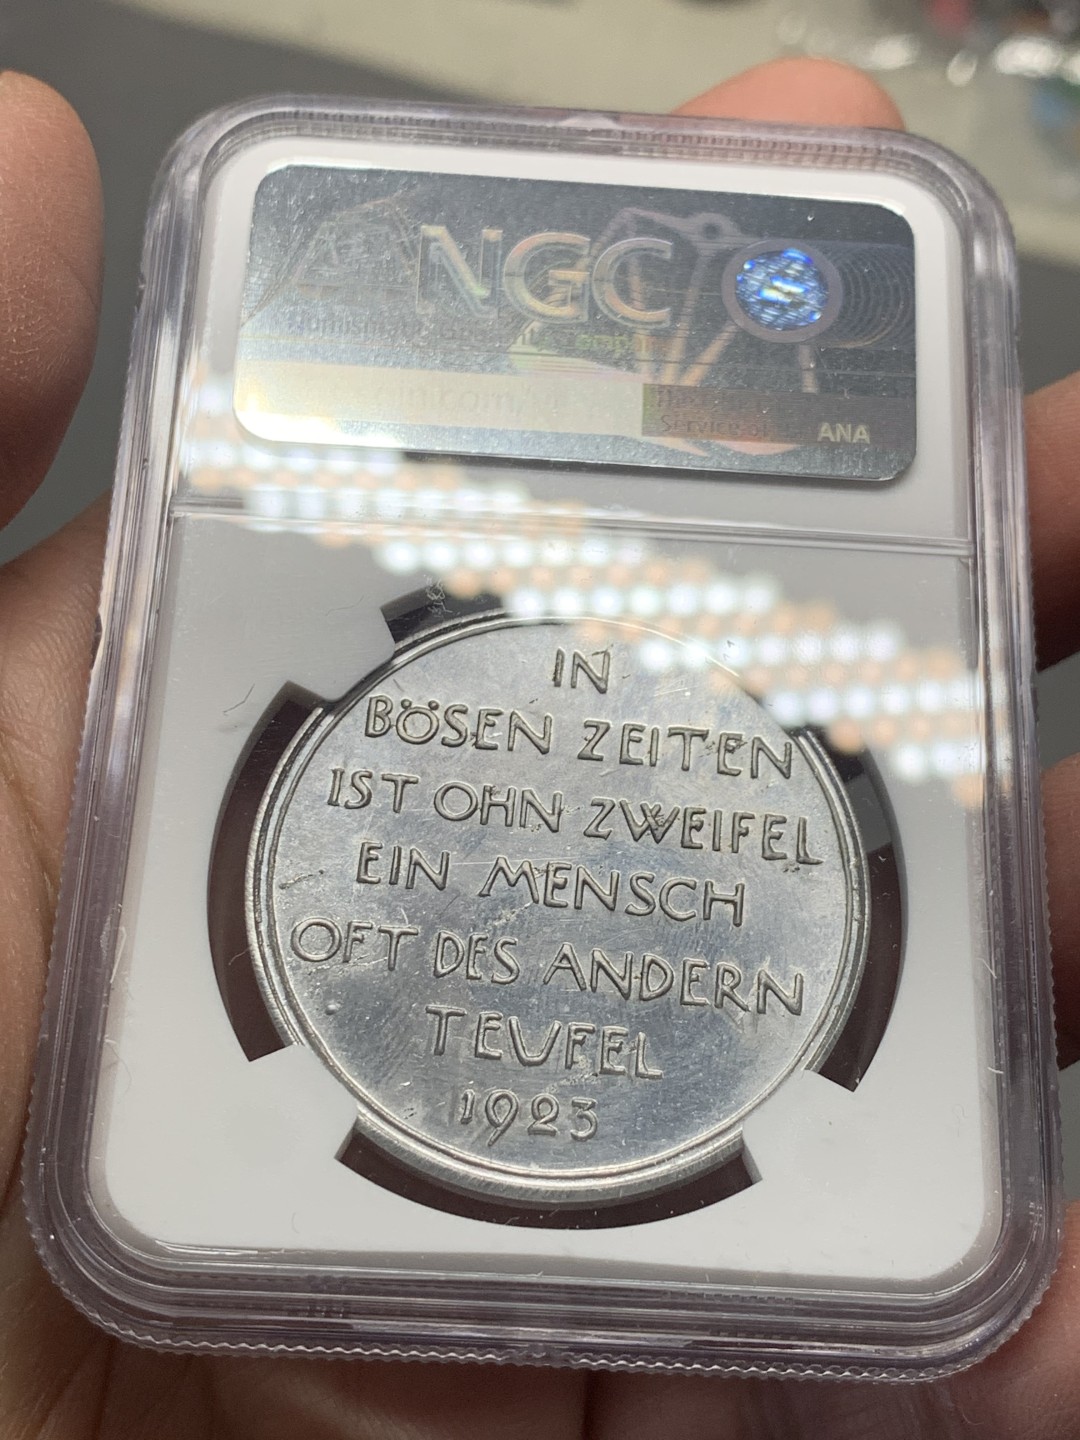 NGC
ANA
IN
BÖSEN ZEITEN
IST OHN ZWEIFEL
EIN MENSCH
OFT DES ANDERN
TEUFEL
1923